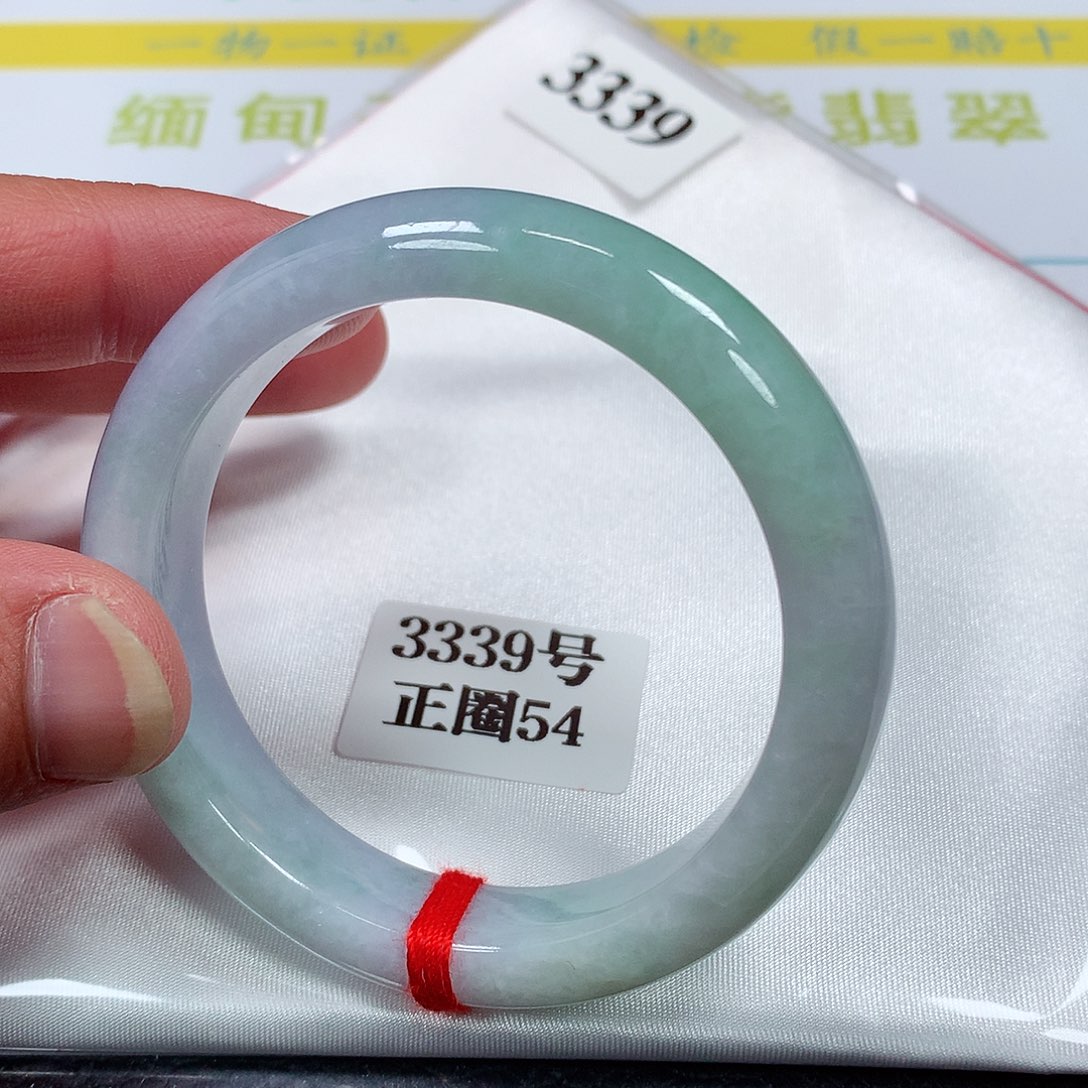 一物一证 检 假一赔十
缅甸 翡翠
3339
3339号
正圈54